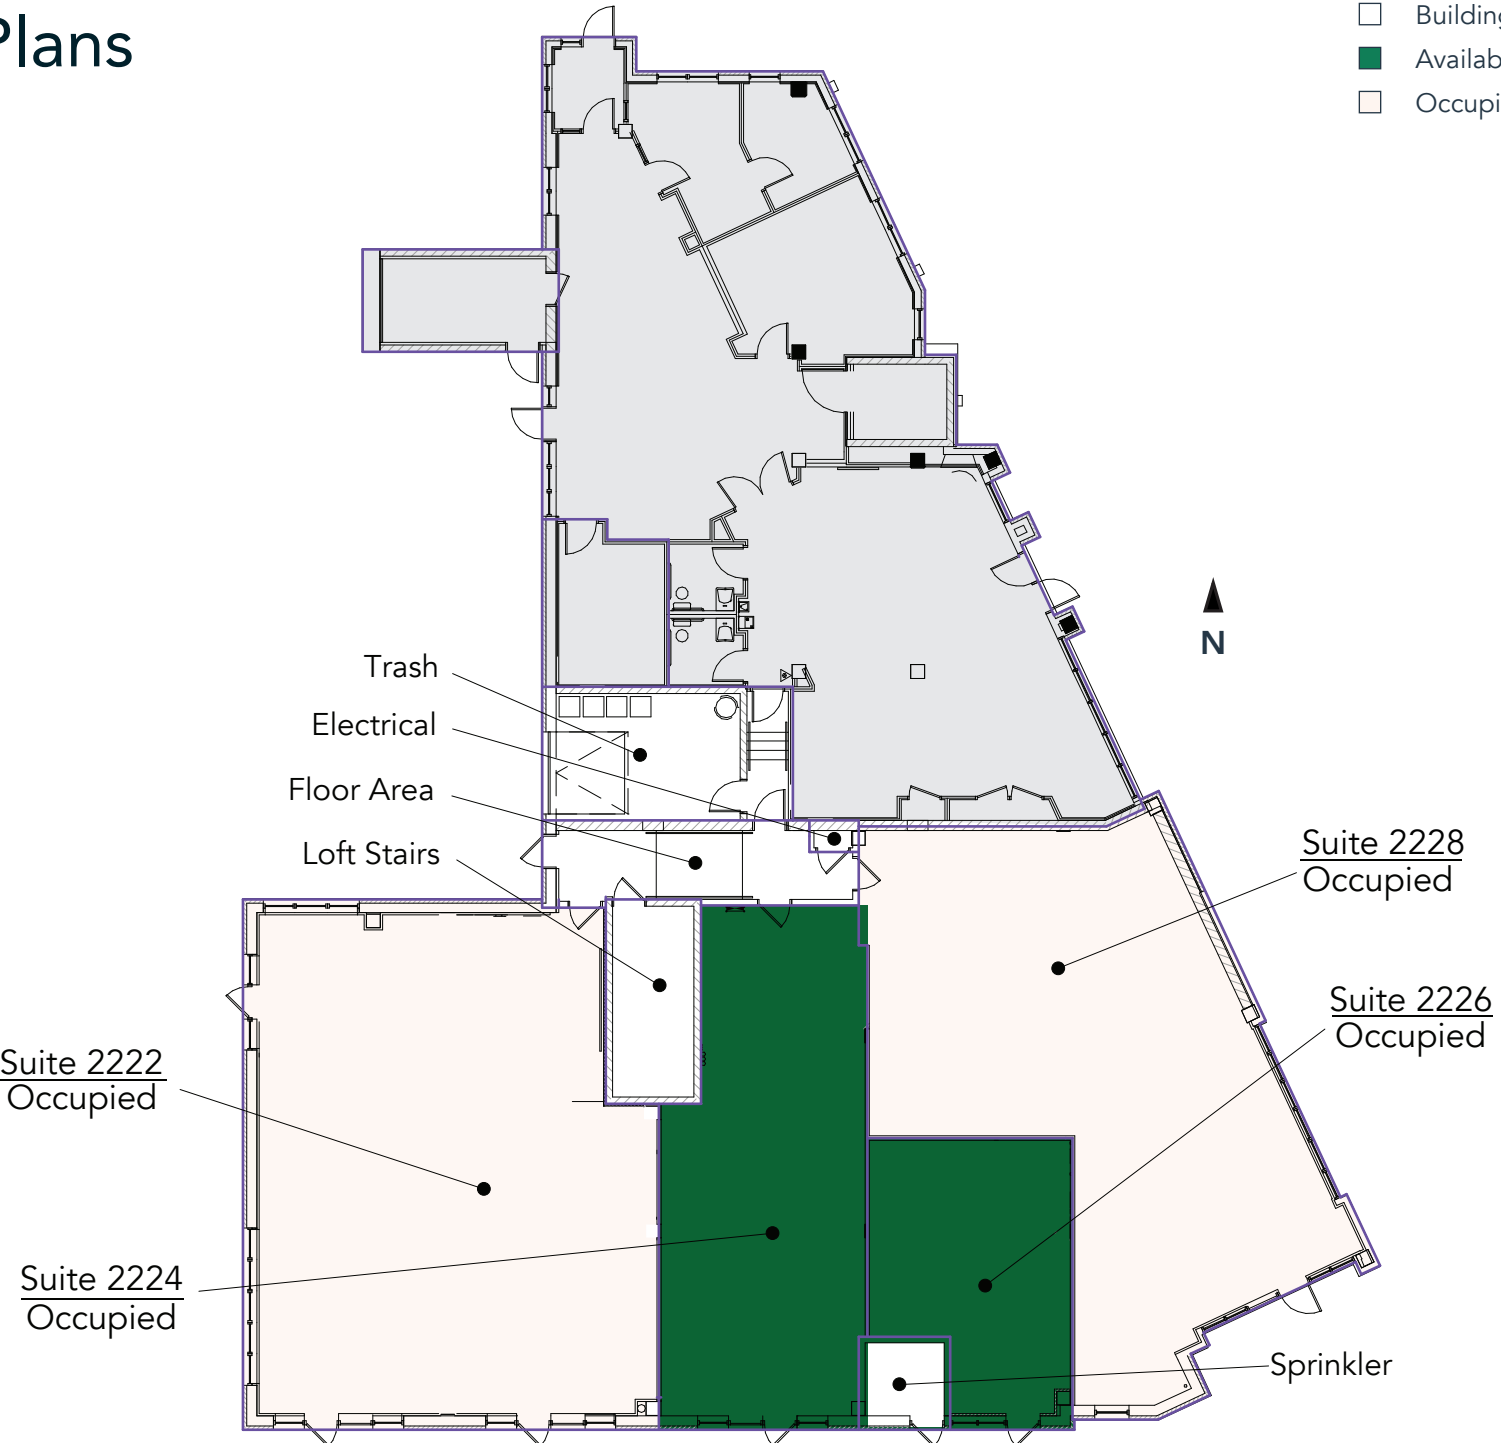 Plans
Building
Availab
Occupi
N
Trash
Electrical
Floor Area
Loft Stairs
Suite 2228
Occupied
Suite 2226
Occupied
Suite 2222
Occupied
Suite 2224
Occupied
Sprinkler